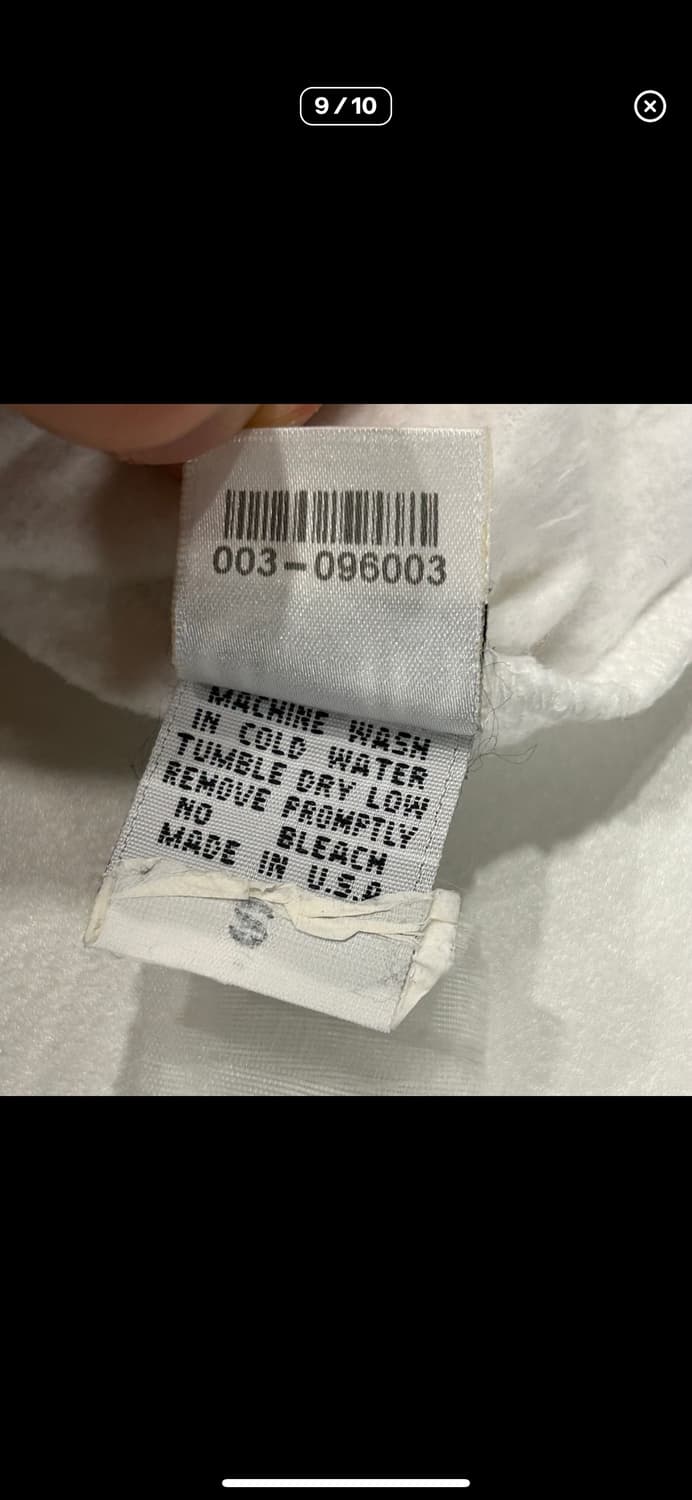 9/10
003-096003
MACHINE WASH
IN COLD WATER
TUMBLE DRY LOW
REMOVE PROMPTLY
NO BLEACH
MADE IN U.S.A
S